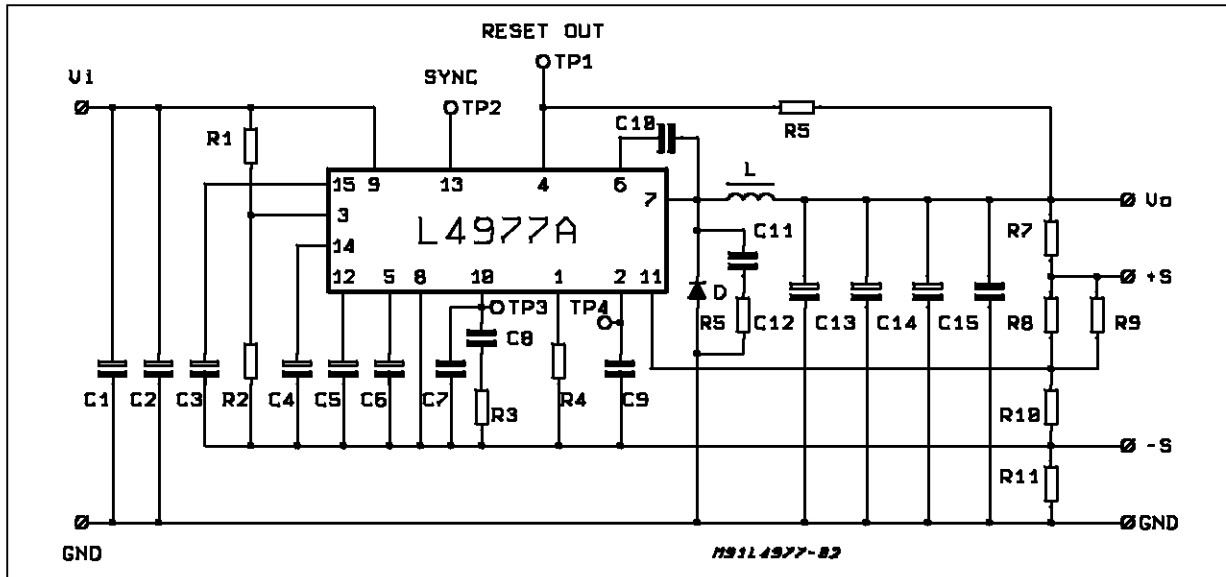 RESET OUT
TP1
Vi
SYNC
TP2
C10
R5
R1
15 9 13 4 6
7
3
L4977A
14
12 5 8 10 1 2 11
L
Vo
C11
R7
+S
TP3
TP4
D
R5
C12
C13
C14
C15
R8
R9
C8
C1
C2
C3
R2
C4
C5
C6
C7
R3
R4
C9
R10
-S
R11
GND
GND
M91L4977-02